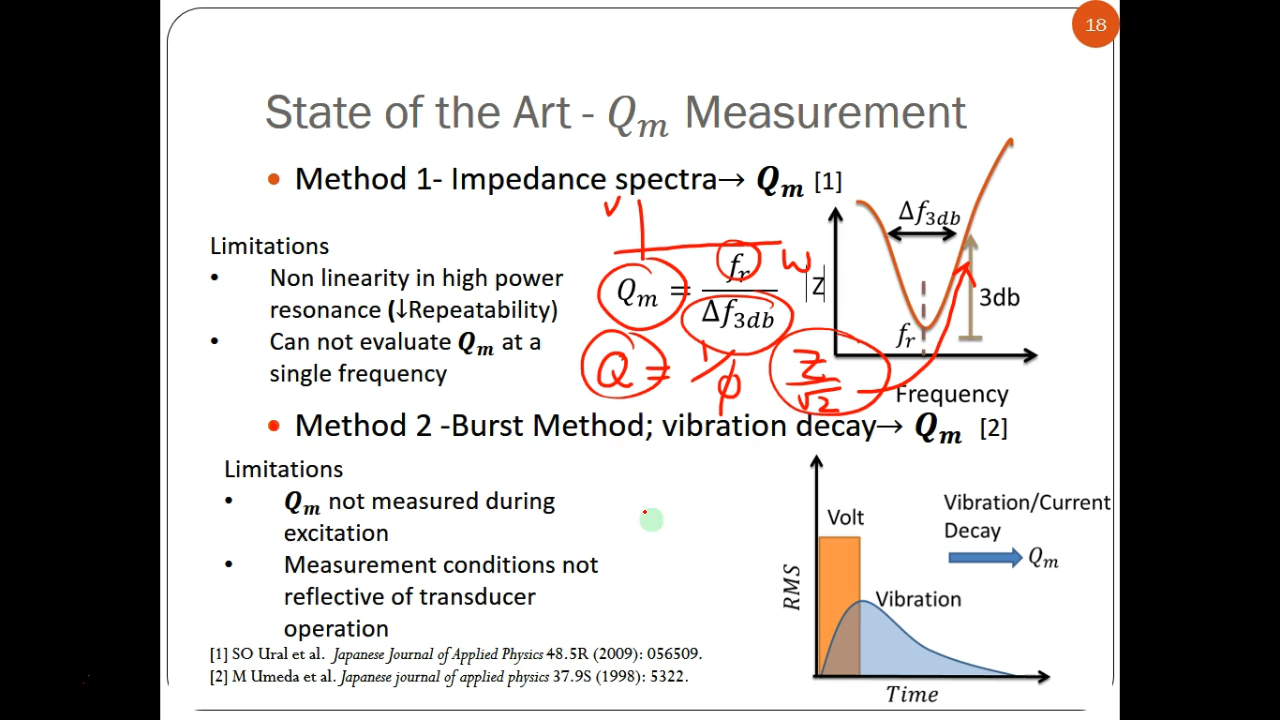 18
State of the Art - Qₘ Measurement
• Method 1- Impedance spectra→ Qₘ [1]
Limitations
• Non linearity in high power
resonance (↓Repeatability)
• Can not evaluate Qₘ at a
single frequency
V
W
Qₘ = fᵣ / Δf₃db
Q = 1/ϕ
Z/√2
|Z|
Δf₃db
3db
fᵣ
Frequency
• Method 2 -Burst Method; vibration decay→ Qₘ [2]
Limitations
• Qₘ not measured during
excitation
• Measurement conditions not
reflective of transducer
operation
Volt
Vibration/Current
Decay
Qₘ
Vibration
RMS
Time
[1] SO Ural et al. Japanese Journal of Applied Physics 48.5R (2009): 056509.
[2] M Umeda et al. Japanese journal of applied physics 37.9S (1998): 5322.